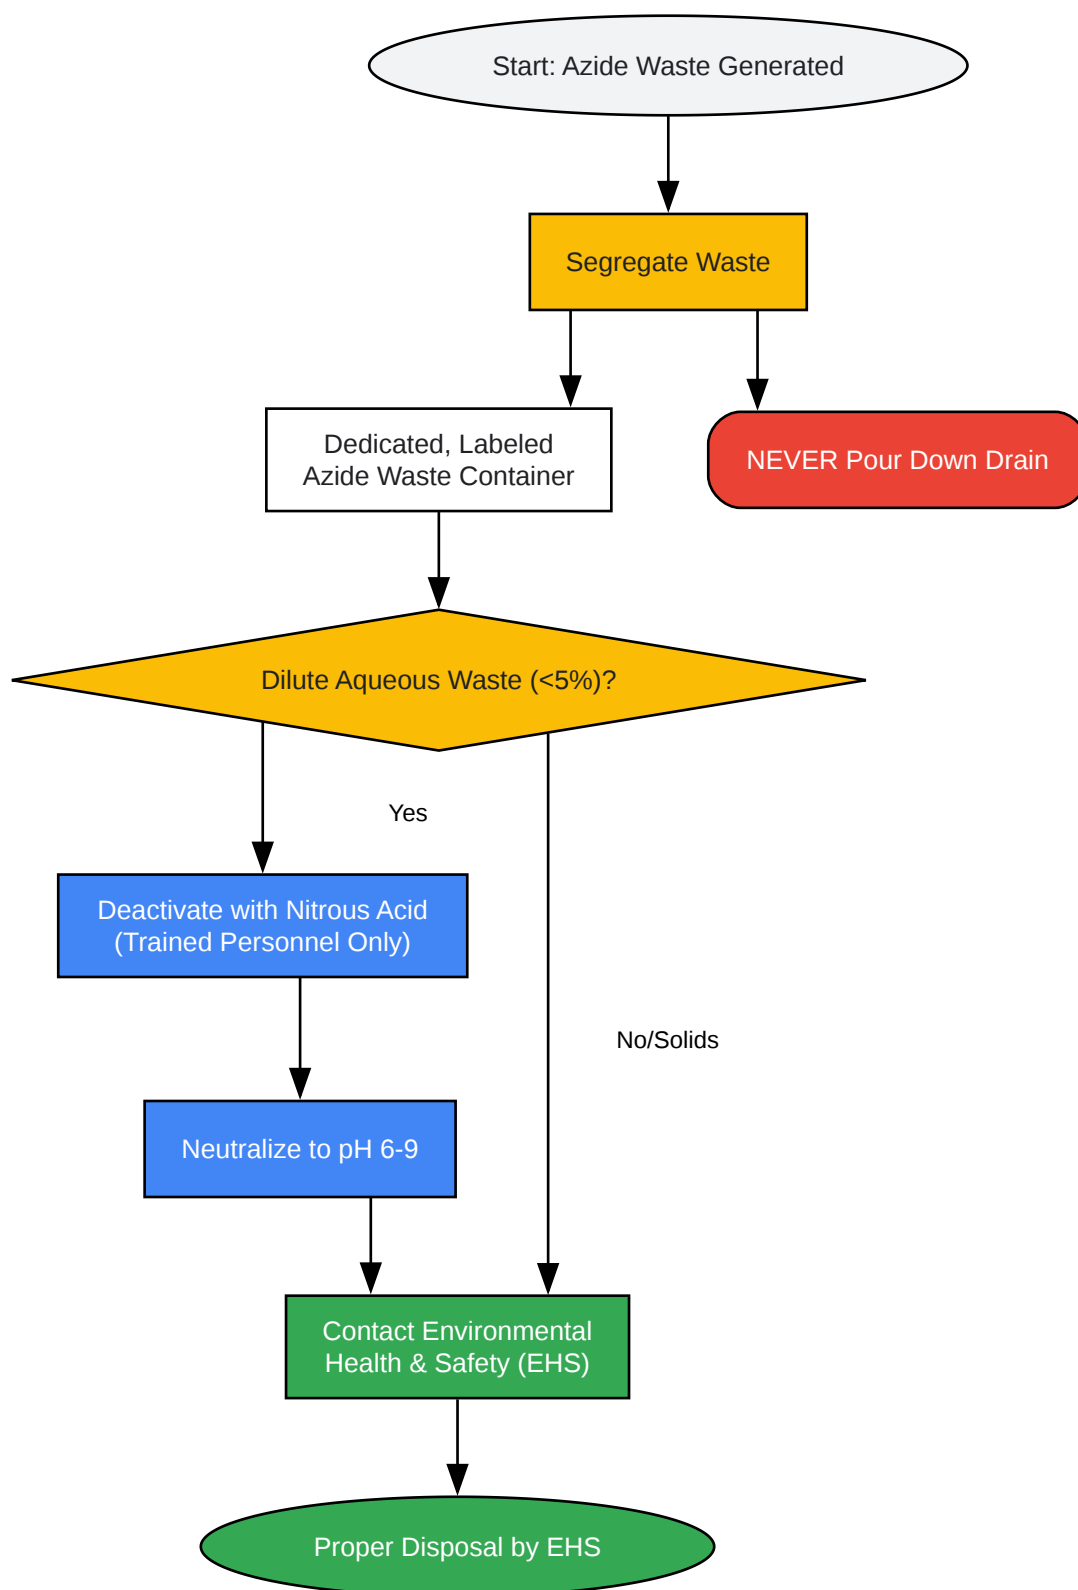 Start: Azide Waste Generated
Segregate Waste
Dedicated, Labeled
Azide Waste Container
NEVER Pour Down Drain
Dilute Aqueous Waste (<5%)?
Yes
Deactivate with Nitrous Acid
(Trained Personnel Only)
No/Solids
Neutralize to pH 6-9
Contact Environmental
Health & Safety (EHS)
Proper Disposal by EHS